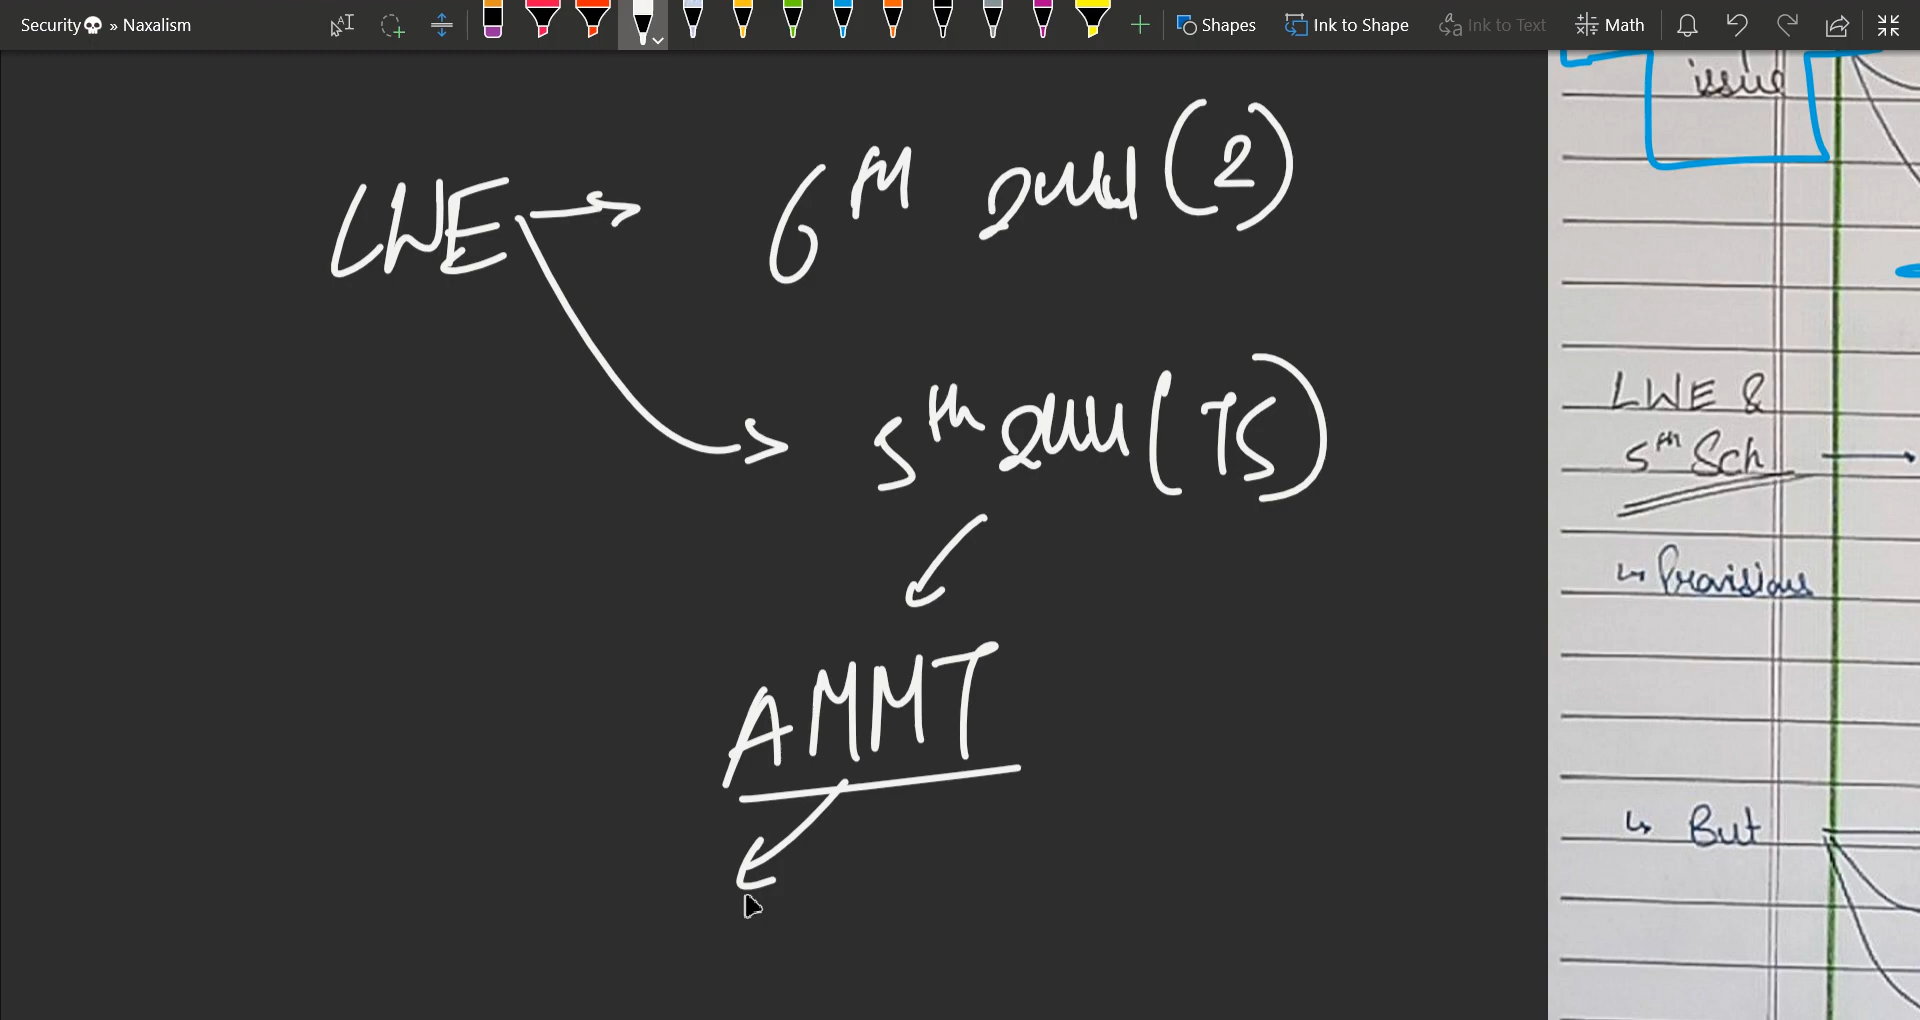 Security💀 » Naxalism
Shapes
Ink to Shape
Ink to Text
Math
LWE → 6th (2)
5th (TS)
AMMT
issue
LWE &
5th Sch →
↳ Provisions
↳ But